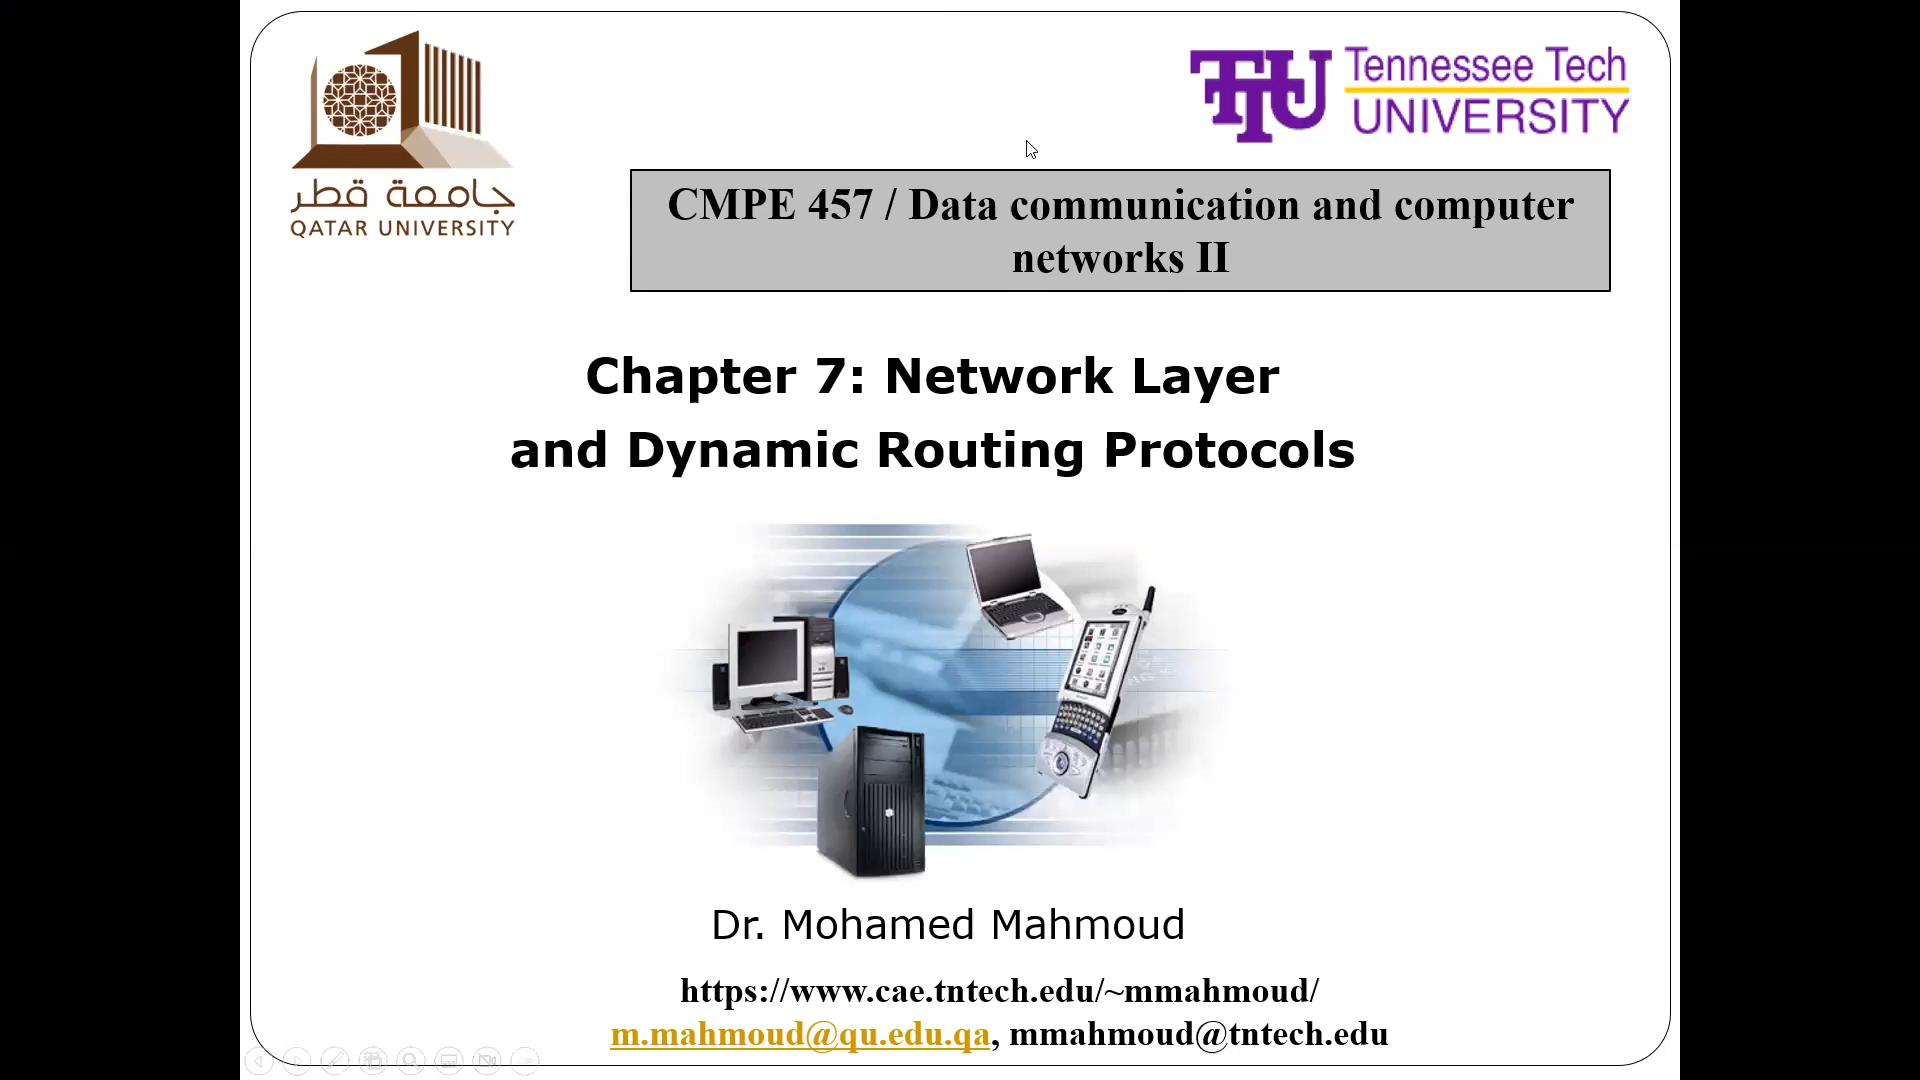 جامعة قطر
QATAR UNIVERSITY
TTU
Tennessee Tech
UNIVERSITY
CMPE 457 / Data communication and computer
networks II
Chapter 7: Network Layer
and Dynamic Routing Protocols
Dr. Mohamed Mahmoud
https://www.cae.tntech.edu/~mmahmoud/
m.mahmoud@qu.edu.qa, mmahmoud@tntech.edu